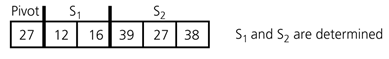 Pivot S₁ S₂
27 12 16 39 27 38 S₁ and S₂ are determined